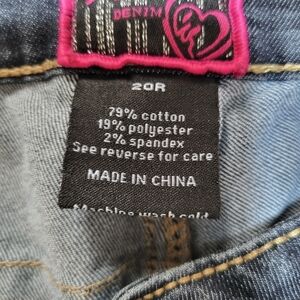 DENIM
20R
79% cotton
19% polyester
2% spandex
See reverse for care
MADE IN CHINA
Machine wash cold